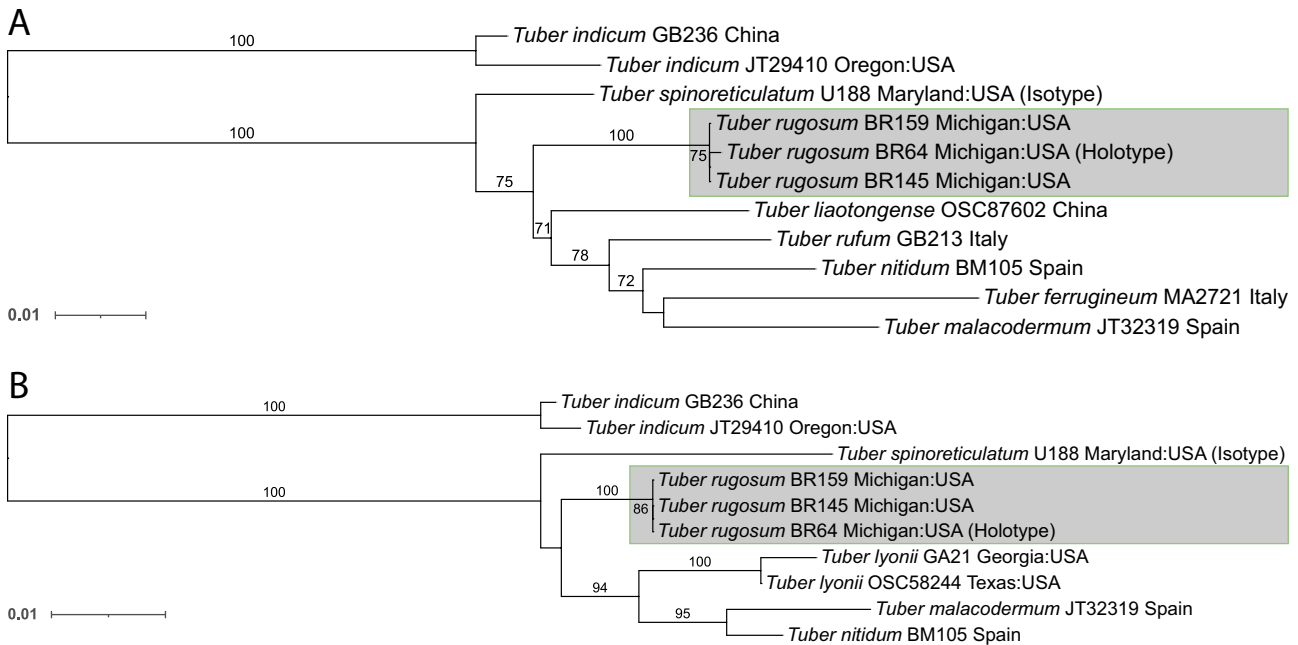 A
100
Tuber indicum GB236 China
Tuber indicum JT29410 Oregon:USA
Tuber spinoreticulatum U188 Maryland:USA (Isotype)
100
Tuber rugosum BR159 Michigan:USA
100
75
Tuber rugosum BR64 Michigan:USA (Holotype)
Tuber rugosum BR145 Michigan:USA
75
Tuber liaotongense OSC87602 China
71
Tuber rufum GB213 Italy
78
Tuber nitidum BM105 Spain
72
Tuber ferrugineum MA2721 Italy
0.01
Tuber malacodermum JT32319 Spain
B
Tuber indicum GB236 China
100
Tuber indicum JT29410 Oregon:USA
Tuber spinoreticulatum U188 Maryland:USA (Isotype)
Tuber rugosum BR159 Michigan:USA
100
100
86
Tuber rugosum BR145 Michigan:USA
Tuber rugosum BR64 Michigan:USA (Holotype)
Tuber lyonii GA21 Georgia:USA
100
Tuber lyonii OSC58244 Texas:USA
94
Tuber malacodermum JT32319 Spain
0.01
95
Tuber nitidum BM105 Spain